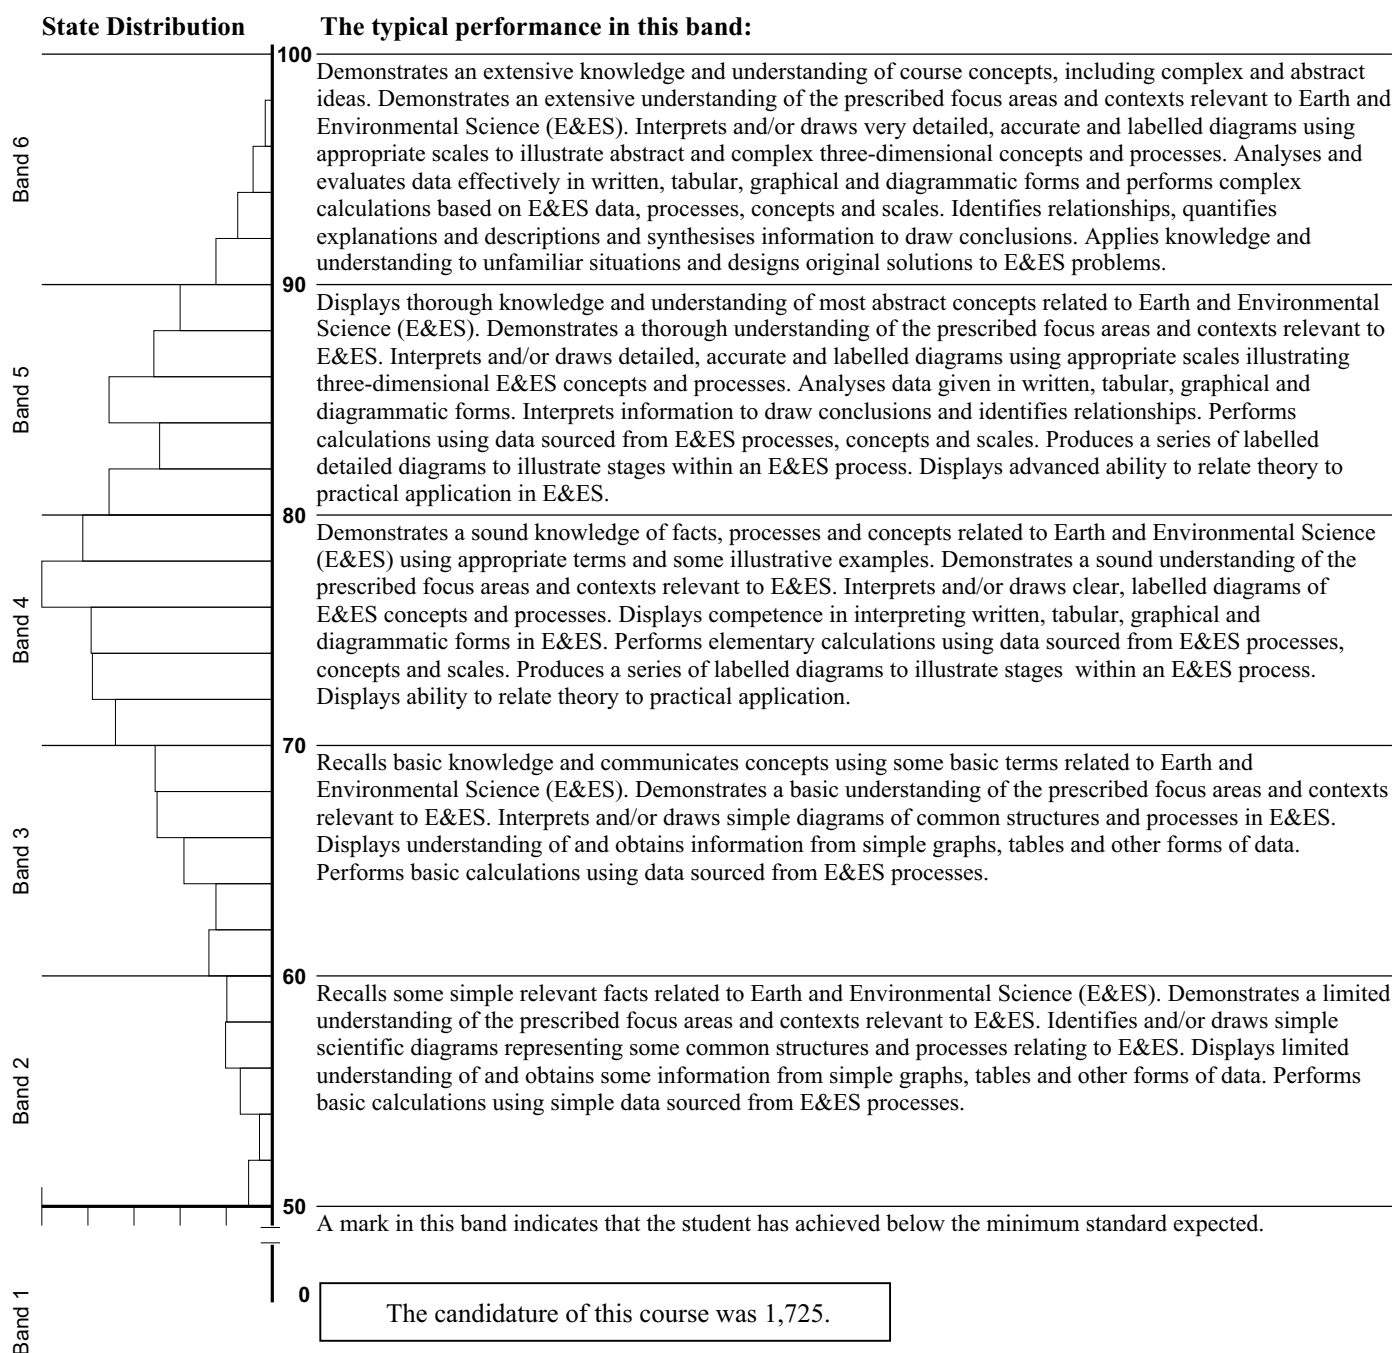 State Distribution
The typical performance in this band:
100
Band 6
Demonstrates an extensive knowledge and understanding of course concepts, including complex and abstract
ideas. Demonstrates an extensive understanding of the prescribed focus areas and contexts relevant to Earth and
Environmental Science (E&ES). Interprets and/or draws very detailed, accurate and labelled diagrams using
appropriate scales to illustrate abstract and complex three-dimensional concepts and processes. Analyses and
evaluates data effectively in written, tabular, graphical and diagrammatic forms and performs complex
calculations based on E&ES data, processes, concepts and scales. Identifies relationships, quantifies
explanations and descriptions and synthesises information to draw conclusions. Applies knowledge and
understanding to unfamiliar situations and designs original solutions to E&ES problems.
90
Band 5
Displays thorough knowledge and understanding of most abstract concepts related to Earth and Environmental
Science (E&ES). Demonstrates a thorough understanding of the prescribed focus areas and contexts relevant to
E&ES. Interprets and/or draws detailed, accurate and labelled diagrams using appropriate scales illustrating
three-dimensional E&ES concepts and processes. Analyses data given in written, tabular, graphical and
diagrammatic forms. Interprets information to draw conclusions and identifies relationships. Performs
calculations using data sourced from E&ES processes, concepts and scales. Produces a series of labelled
detailed diagrams to illustrate stages within an E&ES process. Displays advanced ability to relate theory to
practical application in E&ES.
80
Band 4
Demonstrates a sound knowledge of facts, processes and concepts related to Earth and Environmental Science
(E&ES) using appropriate terms and some illustrative examples. Demonstrates a sound understanding of the
prescribed focus areas and contexts relevant to E&ES. Interprets and/or draws clear, labelled diagrams of
E&ES concepts and processes. Displays competence in interpreting written, tabular, graphical and
diagrammatic forms in E&ES. Performs elementary calculations using data sourced from E&ES processes,
concepts and scales. Produces a series of labelled diagrams to illustrate stages within an E&ES process.
Displays ability to relate theory to practical application.
70
Band 3
Recalls basic knowledge and communicates concepts using some basic terms related to Earth and
Environmental Science (E&ES). Demonstrates a basic understanding of the prescribed focus areas and contexts
relevant to E&ES. Interprets and/or draws simple diagrams of common structures and processes in E&ES.
Displays understanding of and obtains information from simple graphs, tables and other forms of data.
Performs basic calculations using data sourced from E&ES processes.
60
Band 2
Recalls some simple relevant facts related to Earth and Environmental Science (E&ES). Demonstrates a limited
understanding of the prescribed focus areas and contexts relevant to E&ES. Identifies and/or draws simple
scientific diagrams representing some common structures and processes relating to E&ES. Displays limited
understanding of and obtains some information from simple graphs, tables and other forms of data. Performs
basic calculations using simple data sourced from E&ES processes.
50
A mark in this band indicates that the student has achieved below the minimum standard expected.
Band 1
0
The candidature of this course was 1,725.